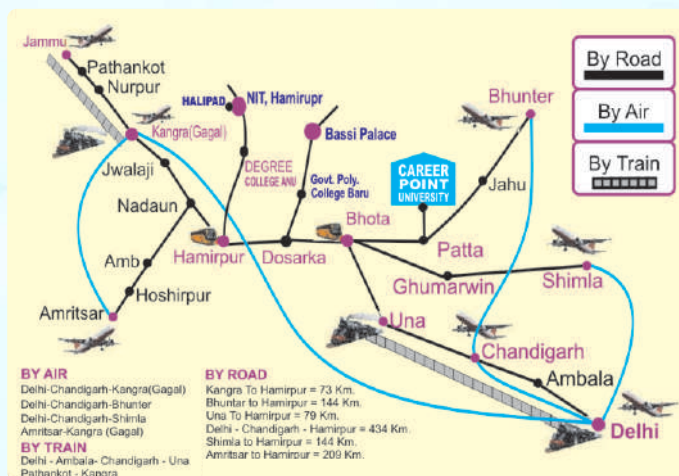 Jammu
Pathankot
Nurpur
Kangra(Gagal)
Jwalaji
Nadaun
Amb
Hoshirpur
Amritsar
HALIPAD
NIT, Hamirupr
DEGREE
COLLEGE ANU
Bassi Palace
Govt. Poly.
College Baru
Hamirpur
Dosarka
Bhota
CAREER
POINT
UNIVERSITY
Patta
Jahu
Bhunter
Ghumarwin
Shimla
Una
Chandigarh
Ambala
Delhi
By Road
By Air
By Train
BY AIR
Delhi-Chandigarh-Kangra(Gagal)
Delhi-Chandigarh-Bhunter
Delhi-Chandigarh-Shimla
Amritsar-Kangra (Gagal)
BY TRAIN
Delhi - Ambala- Chandigarh - Una
Pathankot - Kangra
BY ROAD
Kangra To Hamirpur = 73 Km.
Bhuntar to Hamirpur = 144 Km.
Una To Hamirpur = 79 Km.
Delhi - Chandigarh - Hamirpur = 434 Km.
Shimla to Hamirpur = 144 Km.
Amritsar to Hamirpur = 209 Km.